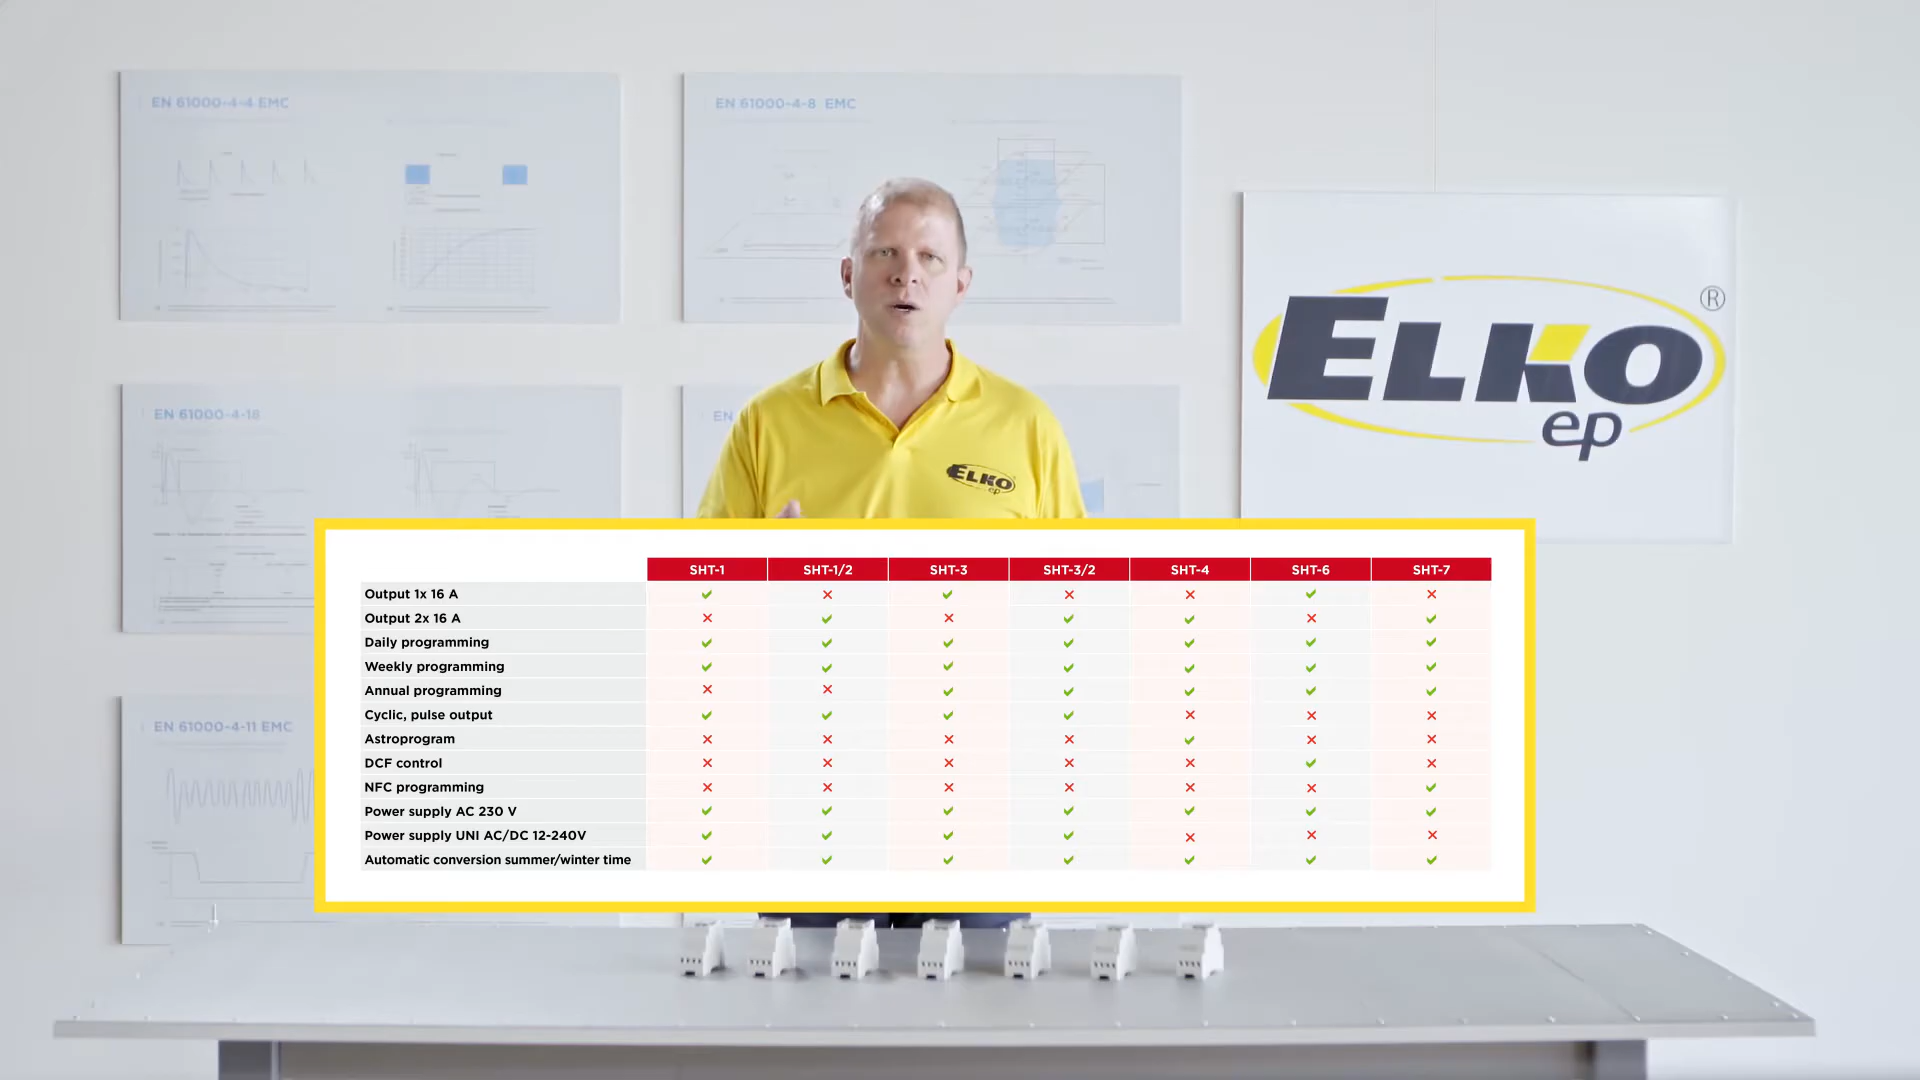 EN 61000-4-4 EMC
EN 61000-4-8 EMC
EN 61000-4-18
EN
EN 61000-4-11 EMC
ELKO
ep
®
ELKO
ep
SHT-1 SHT-1/2 SHT-3 SHT-3/2 SHT-4 SHT-6 SHT-7
Output 1x 16 A ✓ ✕ ✓ ✕ ✕ ✓ ✕
Output 2x 16 A ✕ ✓ ✕ ✓ ✓ ✕ ✓
Daily programming ✓ ✓ ✓ ✓ ✓ ✓ ✓
Weekly programming ✓ ✓ ✓ ✓ ✓ ✓ ✓
Annual programming ✕ ✕ ✓ ✓ ✓ ✓ ✓
Cyclic, pulse output ✓ ✓ ✓ ✓ ✕ ✕ ✕
Astroprogram ✕ ✕ ✕ ✕ ✓ ✕ ✕
DCF control ✕ ✕ ✕ ✕ ✕ ✓ ✕
NFC programming ✕ ✕ ✕ ✕ ✕ ✕ ✓
Power supply AC 230 V ✓ ✓ ✓ ✓ ✓ ✓ ✓
Power supply UNI AC/DC 12-240V ✓ ✓ ✓ ✓ ✕ ✕ ✕
Automatic conversion summer/winter time ✓ ✓ ✓ ✓ ✓ ✓ ✓